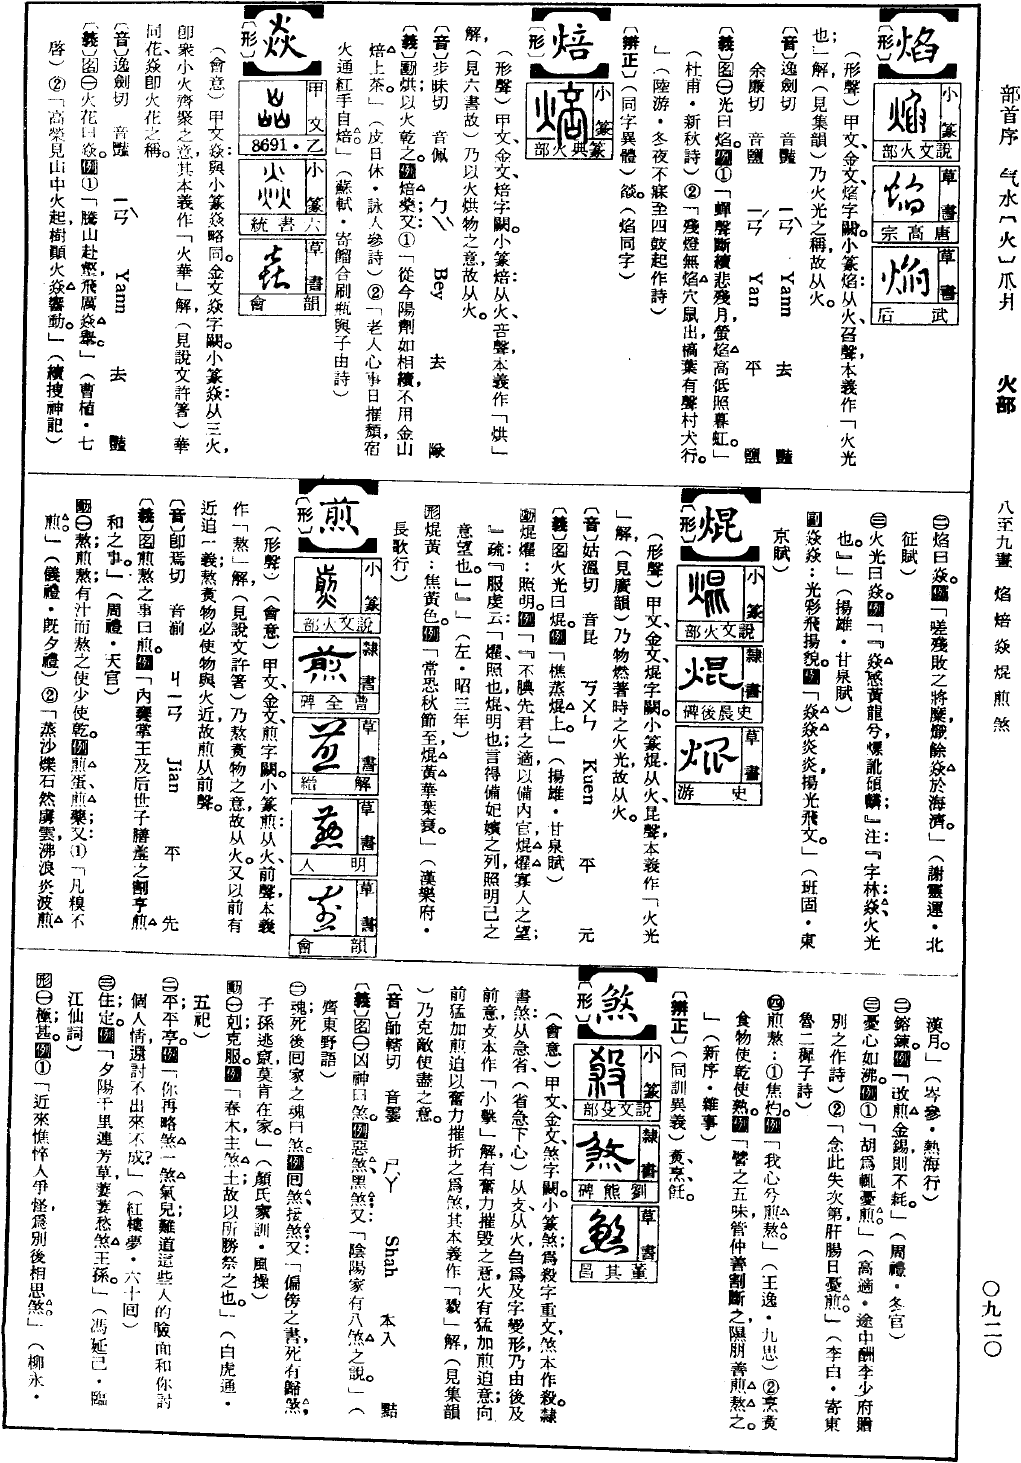 部首序 气水〔火〕爪爿 火部 八至九畫 焰焙焱焜煎煞 〇九二〇
焰
〔形〕
小篆 說文火部
草書 唐高宗
草書 武后
（形聲）甲文、金文焰字闕。小篆焰：从火、臽聲，本義作「火光
也」解（見集韻）乃火光之稱，故从火。
〔音〕逸劍切 音豔 ㄧㄢˋ Yann 去 豔
余廉切 音鹽 ㄧㄢˊ Yan 平 鹽
〔義〕名㊀光曰焰。例①「蟬聲斷續悲殘月，螢焰高低照暮虹。」
（杜甫・新秋詩）②「殘燈無焰穴鼠出，槁葉有聲村犬行。
」（陸游・冬夜不寐至四鼓起作詩）
〔辨正〕（同字異體）燄。（焰同字）
焙
〔形〕
小篆 篆典火部
（形聲）甲文、金文、焙字闕。小篆焙：从火、音聲，本義作「烘」
解（見六書故）乃以火烘物之意，故从火。
〔音〕步昧切 音佩 ㄅㄟˋ Bey 去 隊
〔義〕動烘以火乾之。例焙藥；又①「從今陽劑如相續，不用金山
焙上茶。」（皮日休・詠人參詩）②「老人心事日摧頹，宿
火通紅手自焙。」（蘇軾・寄餾合刷瓶與子由詩）
焱
〔形〕
甲文 乙・8691
小篆 六書統
草書 韻會
（會意）甲文焱與小篆焱略同。金文焱字闕。小篆焱：从三火，
卽衆小火齊聚之意，其本義作「火華」解（見說文許箸）華
同花，焱卽火花之稱。
〔音〕逸劍切 音豔 ㄧㄢˋ Yann 去 豔
〔義〕名㊀火花曰焱。例①「騰山赴壑，飛厲焱舉。」（曹植・七
啓）②「高榮見山中火起，樹顚火焱響動。」（續搜神記）
㊁焰曰焱。例「嗟殘敗之將糜，熾餘焱於海濟。」（謝靈運・北
征賦）
㊂火光曰焱。例「『焱感黃龍兮，熛訛碩麟』注：『字林：焱、火光
也。』」（揚雄・甘泉賦）
副焱焱：光彩飛揚貌。例「焱焱炎炎，揚光飛文。」（班固・東
京賦）
焜
〔形〕
小篆 說文火部
隸書 史晨後碑
草書 史游
（形聲）甲文、金文焜字闕。小篆焜：从火、昆聲，本義作「火光
」解（見廣韻）乃物燃著時之火光，故从火。
〔音〕姑溫切 音昆 ㄎㄨㄣ Kuen 平 元
〔義〕名火光曰焜。例「樵蒸焜上。」（揚雄・甘泉賦）
動焜燿：照明。例「『不腆先君之適，以備內官，焜燿寡人之望；
』疏：『服虔云：「燿、照也，焜、明也；言得備妃嬪之列，照明己之
意望也。」』」（左・昭三年）
形焜黃：焦黃色。例「常恐秋節至，焜黃華葉衰。」（漢樂府・
長歌行）
煎
〔形〕
小篆 說文火部
隸書 曹全碑
草書 解縉
草書 明人
草書 韻會
（形聲）（會意）甲文、金文煎字闕。小篆煎：从火、前聲，本義
作「熬」解（見說文許箸）乃熬煑物之意，故从火。又以前有
近迫一義，熬煑物必使物與火近，故煎从前聲。
〔音〕卽焉切 音湔 ㄐㄧㄢ Jian 平 先
〔義〕名煎熬之事曰煎。例「內饔掌王及后世子膳羞之割亨煎
和之事。」（周禮・天官）
動㊀熬煎；熬有汁而熬之使少使乾。例煎蛋、煎藥；又①「凡糗不
煎。」（儀禮・旣夕禮）②「蒸沙爍石然虜雲，沸浪炎波煎
漢月。」（岑參・熱海行）
㊁鎔鍊。例「改煎金錫則不耗。」（周禮・冬官）
㊂憂心如沸。例①「胡爲輒憂煎。」（高適・途中酬李少府贈
別之作詩）②「念此失次第，肝腸日憂煎。」（李白・寄東
魯二穉子詩）
㊃煎熬：①焦灼。例「我心兮煎熬。」（王逸・九思）②烹煑
食物使乾使熟。例「譬之五味，管仲善割斷之，隰朋善煎熬之。
」（新序・雜事）
〔辨正〕（同訓異義）煑、烹、飪。
煞
〔形〕
小篆 說文殳部
隸書 劉熊碑
草書 董其昌
（會意）甲文、金文、煞字闕。小篆煞爲殺字重文，煞本作殺，隸
書煞从急省（省急下心）从攴从火，刍爲及字變形，乃由後及
前意，攴本作「小擊」解，有奮力摧毀之意，火有猛加煎迫意，向
前猛加煎迫以奮力摧折之爲煞，其本義作「戮」解（見集韻
）乃克敵使盡之意。
〔音〕師轄切 音霎 ㄕㄚ Shah 本入 黠
〔義〕名㊀凶神曰煞。例惡煞、黑煞；又「陰陽家有八煞之說。」（
齊東野語）
㊁魂；死後回家之魂曰煞。例回煞、接煞；又：「偏傍之書，死有歸煞，
子孫逃竄，莫肯在家。」（顏氏家訓・風操）
動㊀剋；克服。例「春木王，煞土，故以所勝祭之也。」（白虎通・
五祀）
㊁平；平亭。例「你再略煞一煞氣兒，難道這些人的臉面，和你討
個人情，還討不出來不成？」（紅樓夢・六十回）
㊂住；定。例「夕陽千里連芳草，萋萋愁煞王孫。」（馮延己・臨
江仙詞）
形㊀極；甚。例①「近來憔悴人爭怪，爲別後相思煞。」（柳永・